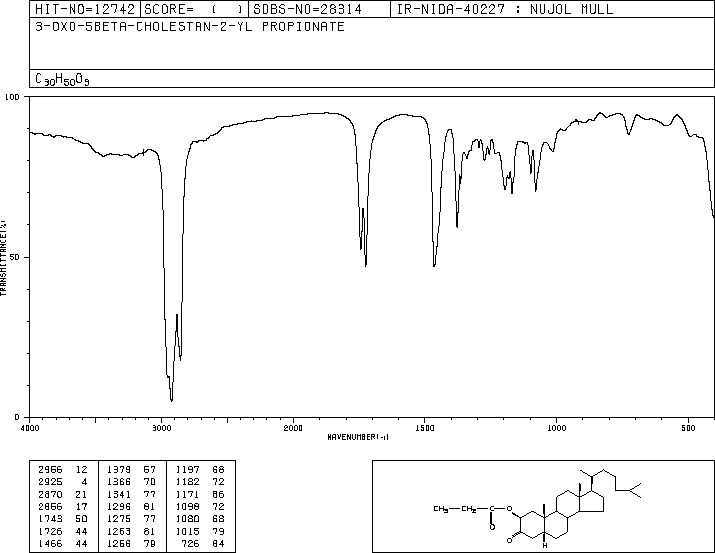 HIT-NO=12742 SCORE= ( ) SDBS-NO=28314 IR-NIDA-40227 : NUJOL MULL
3-OXO-5BETA-CHOLESTAN-2-YL PROPIONATE
C30H50O3
100
50
0
TRANSMITTANCE(%)
4000 3000 2000 1500 1000 500
WAVENUMBER(-1)
2956 12 1379 57 1197 68
2925 4 1366 70 1182 72
2870 21 1341 77 1171 66
2856 17 1296 81 1098 72
1743 50 1275 77 1080 68
1726 44 1263 81 1015 79
1466 44 1256 79 726 84
CH3 CH2 C O
O
O
H